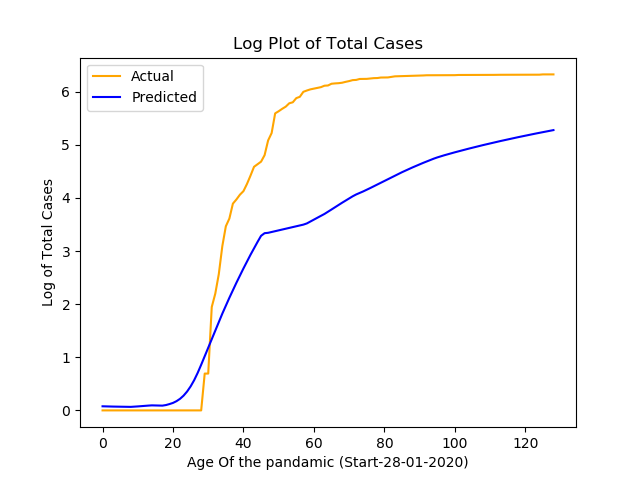 Log Plot of Total Cases
Actual
Predicted
Log of Total Cases
6
5
4
3
2
1
0
0 20 40 60 80 100 120
Age Of the pandamic (Start-28-01-2020)